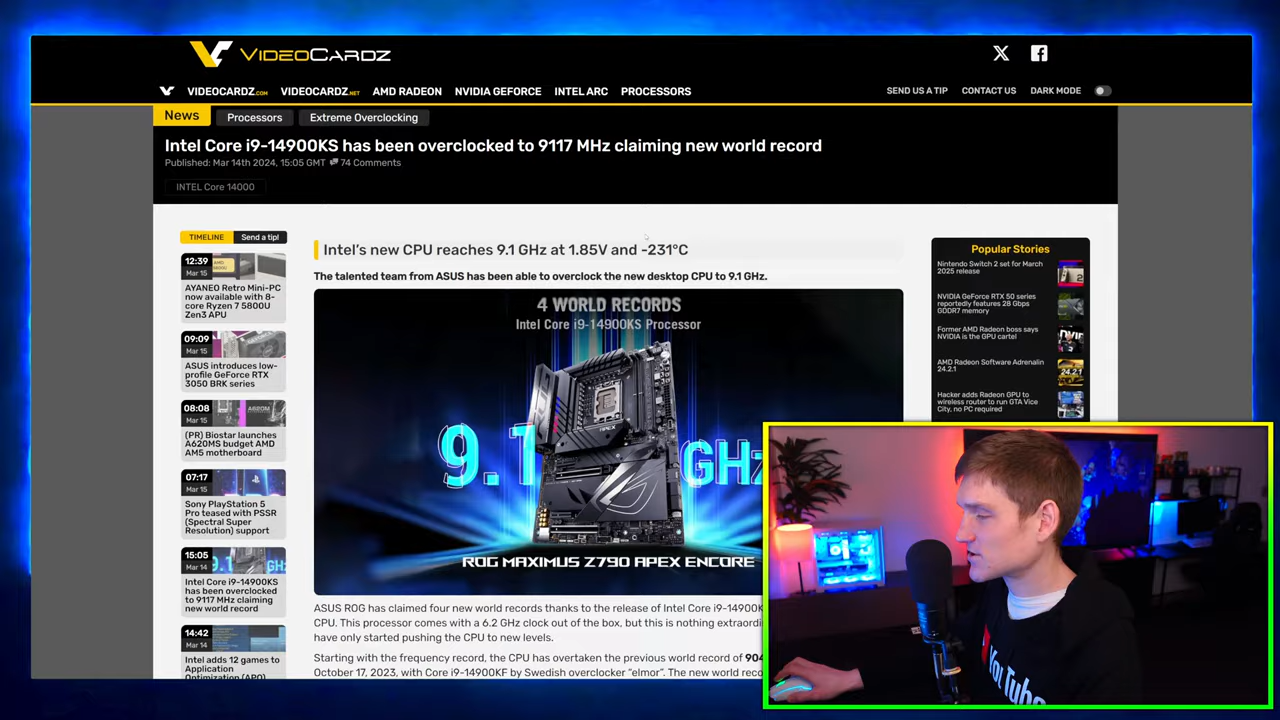 VIDEOCARDZ
VIDEOCARDZ.COM VIDEOCARDZ.NET AMD RADEON NVIDIA GEFORCE INTEL ARC PROCESSORS SEND US A TIP CONTACT US DARK MODE
News Processors Extreme Overclocking
Intel Core i9-14900KS has been overclocked to 9117 MHz claiming new world record
Published: Mar 14th 2024, 15:05 GMT 74 Comments
INTEL Core 14000
TIMELINE Send a tip!
12:39
Mar 15
AYANEO Retro Mini-PC
now available with 8-
core Ryzen 7 5800U
Zen3 APU
09:09
Mar 15
ASUS introduces low-
profile GeForce RTX
3050 BRK series
08:08
Mar 15
(PR) Biostar launches
A620MS budget AMD
AM5 motherboard
07:17
Mar 15
Sony PlayStation 5
Pro teased with PSSR
(Spectral Super
Resolution) support
15:05
Mar 14
Intel Core i9-14900KS
has been overclocked
to 9117 MHz claiming
new world record
14:42
Mar 14
Intel adds 12 games to
Application
Optimization (APO)
Intel's new CPU reaches 9.1 GHz at 1.85V and -231°C
The talented team from ASUS has been able to overclock the new desktop CPU to 9.1 GHz.
4 WORLD RECORDS
Intel Core i9-14900KS Processor
9.1 GHz
APEX
ROG MAXIMUS Z790 APEX ENCORE
ASUS ROG has claimed four new world records thanks to the release of Intel Core i9-14900K
CPU. This processor comes with a 6.2 GHz clock out of the box, but this is nothing extraordi
have only started pushing the CPU to new levels.
Starting with the frequency record, the CPU has overtaken the previous world record of 904
October 17, 2023, with Core i9-14900KF by Swedish overclocker "elmor". The new world reco
Popular Stories
Nintendo Switch 2 set for March
2025 release
NVIDIA GeForce RTX 50 series
reportedly features 28 Gbps
GDDR7 memory
Former AMD Radeon boss says
NVIDIA is the GPU cartel
AMD Radeon Software Adrenalin
24.2.1
24.2.1
Hacker adds Radeon GPU to
wireless router to run GTA Vice
City, no PC required
YouTube